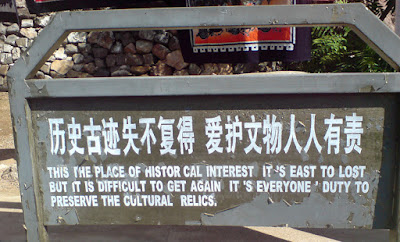 历史古迹失不复得 爱护文物人人有责
THIS THE PLACE OF HISTOR CAL INTEREST IT 'S EAST TO LOST
BUT IT IS DIFFICULT TO GET AGAIN IT 'S EVERYONE ' DUTY TO
PRESERVE THE CULTURAL RELICS.